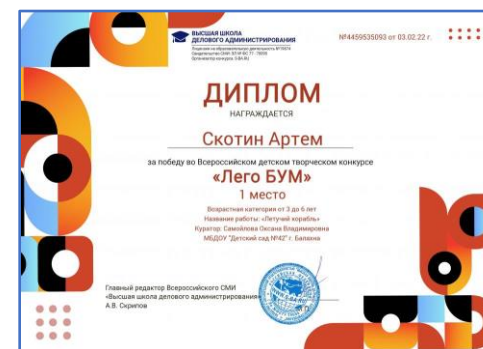 ВЫСШАЯ ШКОЛА
ДЕЛОВОГО АДМИНИСТРИРОВАНИЯ
№4459535093 от 03.02.22 г.
ДИПЛОМ
НАГРАЖДАЕТСЯ
Скотин Артем
за победу во Всероссийском детском творческом конкурсе
«Лего БУМ»
1 место
Возрастная категория от 3 до 6 лет
Название работы: «Летучий корабль»
Куратор: Самойлова Оксана Владимировна
МБДОУ "Детский сад №42" г. Балахна
Главный редактор Всероссийского СМИ
«Высшая школа делового администрирования»
А.В. Скрипов